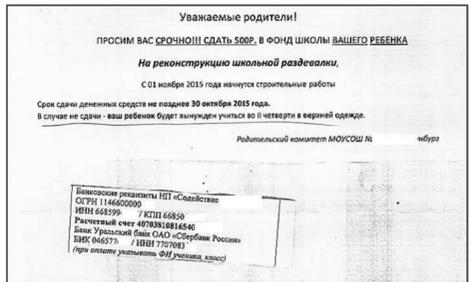 Уважаемые родители!
ПРОСИМ ВАС СРОЧНО!!! СДАТЬ 500Р. В ФОНД ШКОЛЫ ВАШЕГО РЕБЕНКА
На реконструкцию школьной раздевалки,
С 01 ноября 2015 года начнутся строительные работы
Срок сдачи денежных средств не позднее 30 октября 2015 года.
В случае не сдачи - ваш ребенок будет вынужден учиться во II четверти в верхней одежде.
Родительский комитет МОУСОШ № нбург
Банковские реквизиты НП «Содействие
ОГРН 1146600000
ИНН 668599 / КПП 66850
Расчетный счет 40703810816540
Банк Уральский банк ОАО «Сбербанк России»
БИК 046577 / ИНН 7707083
(при оплате указывать ФИ ученика, класс)